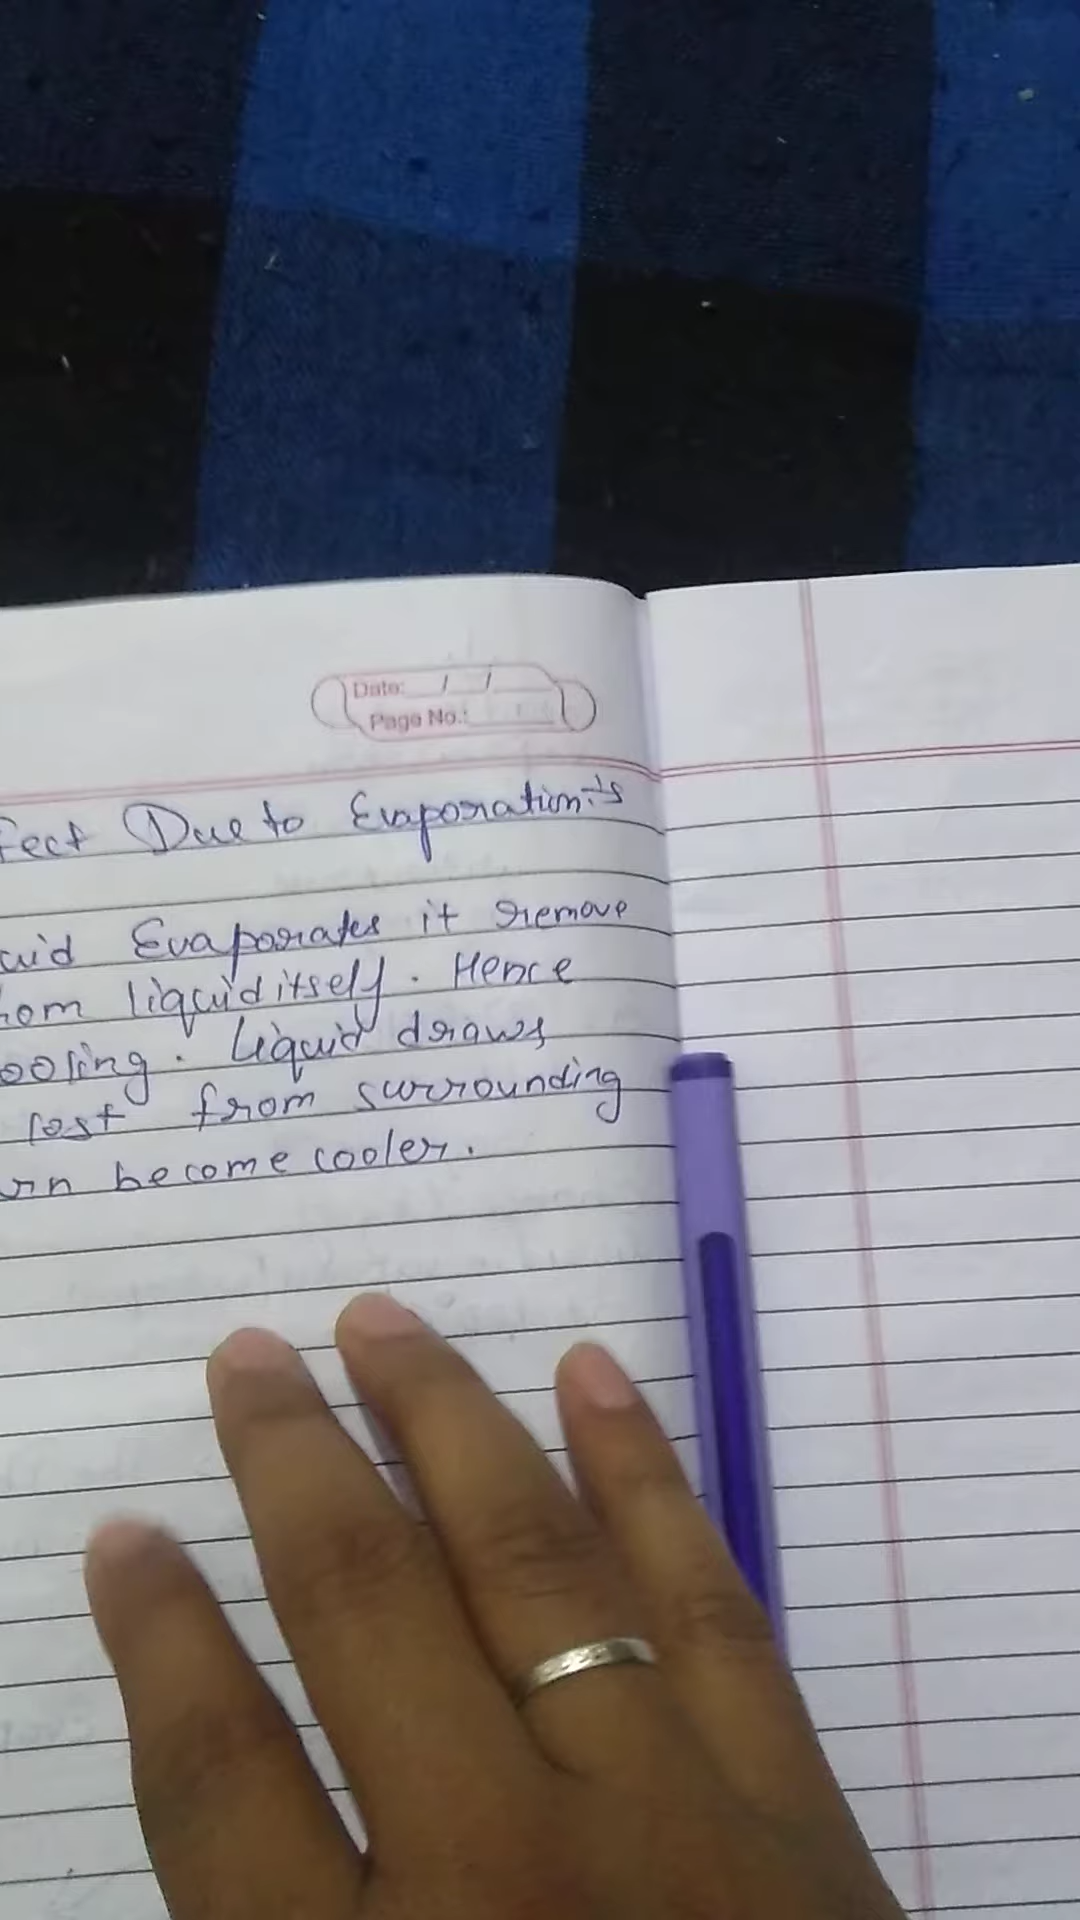 Date: / /
Page No.:
fect Due to Evaporation:-
uid Evaporates it remove
rom liquid itself. Hence
ooling. Liquid draws
lost from surrounding
urn become cooler.